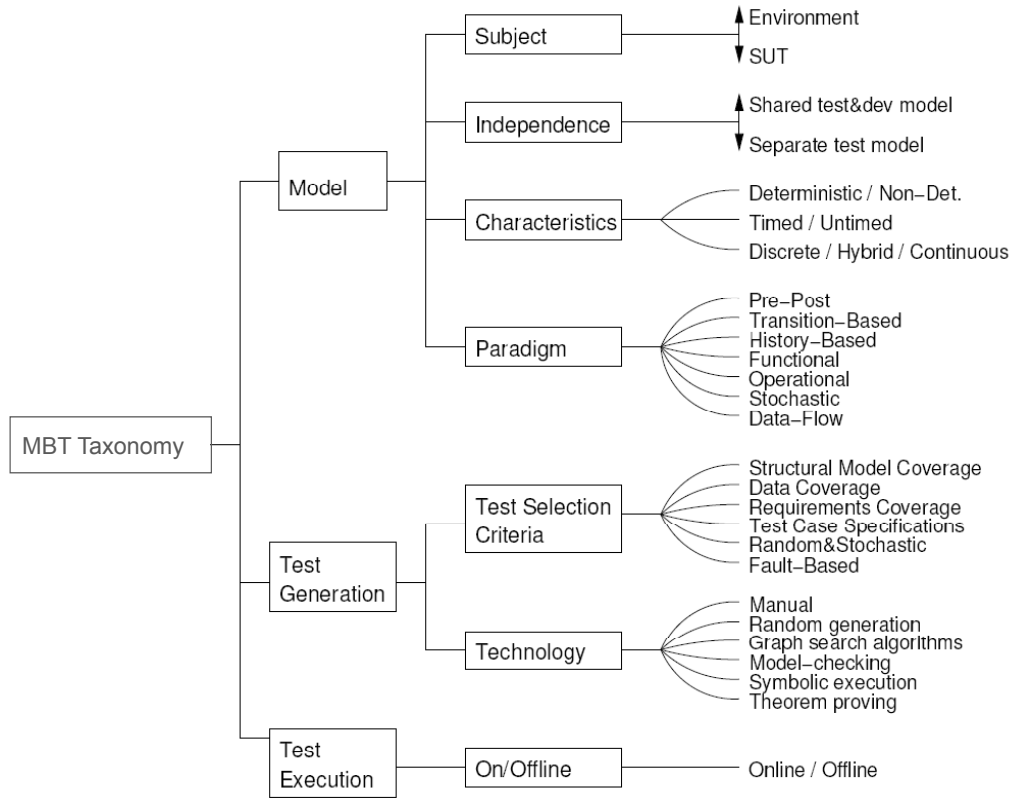 MBT Taxonomy
Model
Subject
Environment
SUT
Independence
Shared test&dev model
Separate test model
Characteristics
Deterministic / Non–Det.
Timed / Untimed
Discrete / Hybrid / Continuous
Paradigm
Pre–Post
Transition–Based
History–Based
Functional
Operational
Stochastic
Data–Flow
Test
Generation
Test Selection
Criteria
Structural Model Coverage
Data Coverage
Requirements Coverage
Test Case Specifications
Random&Stochastic
Fault–Based
Technology
Manual
Random generation
Graph search algorithms
Model–checking
Symbolic execution
Theorem proving
Test
Execution
On/Offline
Online / Offline